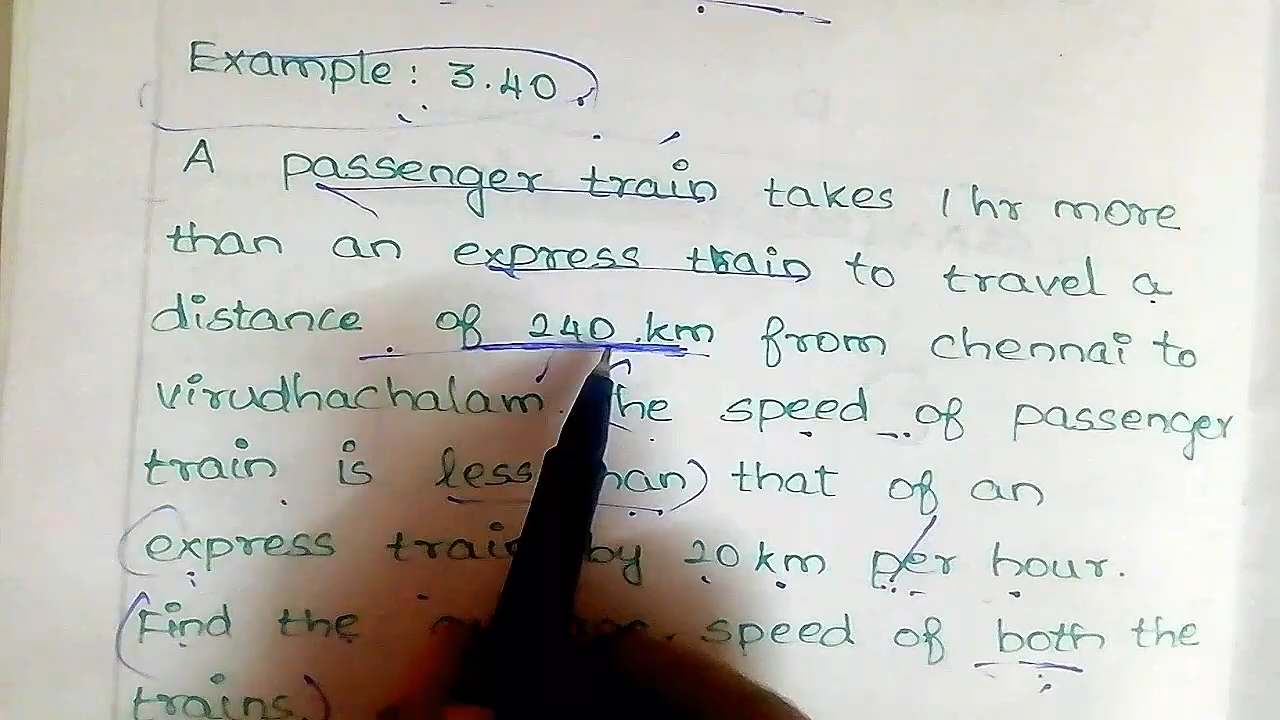 Example: 3.40
A passenger train takes 1 hr more
than an express train to travel a
distance of 240 km from chennai to
virudhachalam. The speed of passenger
train is less than) that of an
(express train by 20 km per hour.
(Find the speed of both the
trains.)